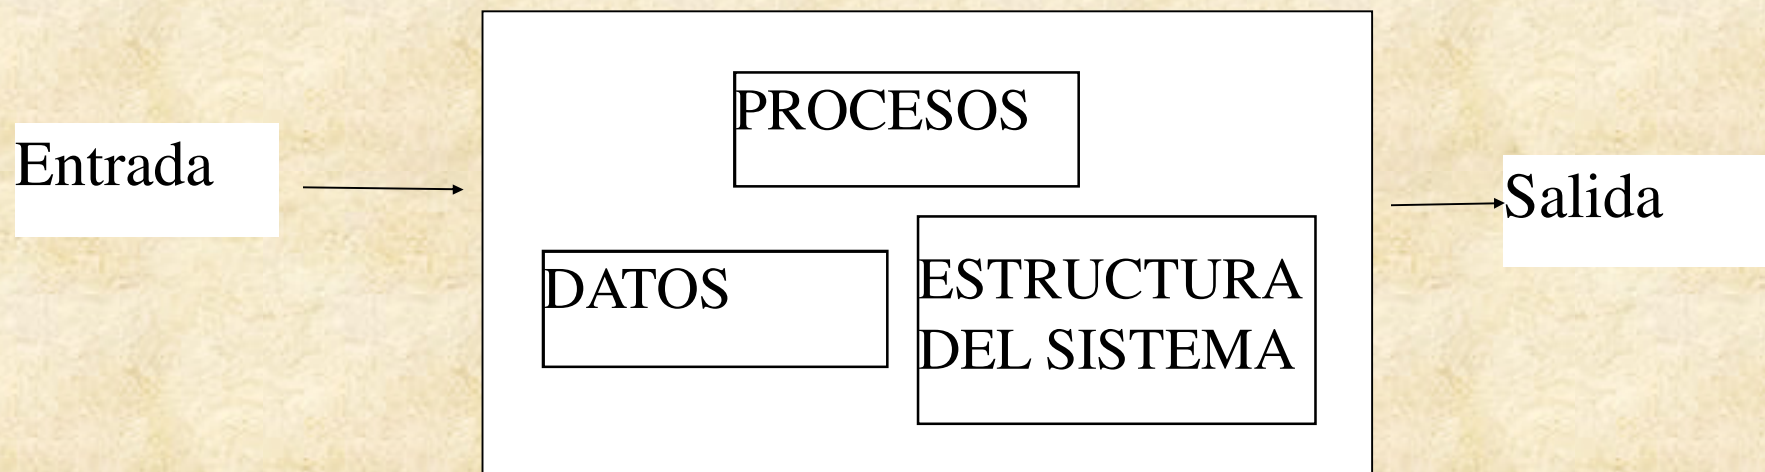 Entrada
PROCESOS
DATOS
ESTRUCTURA
DEL SISTEMA
Salida